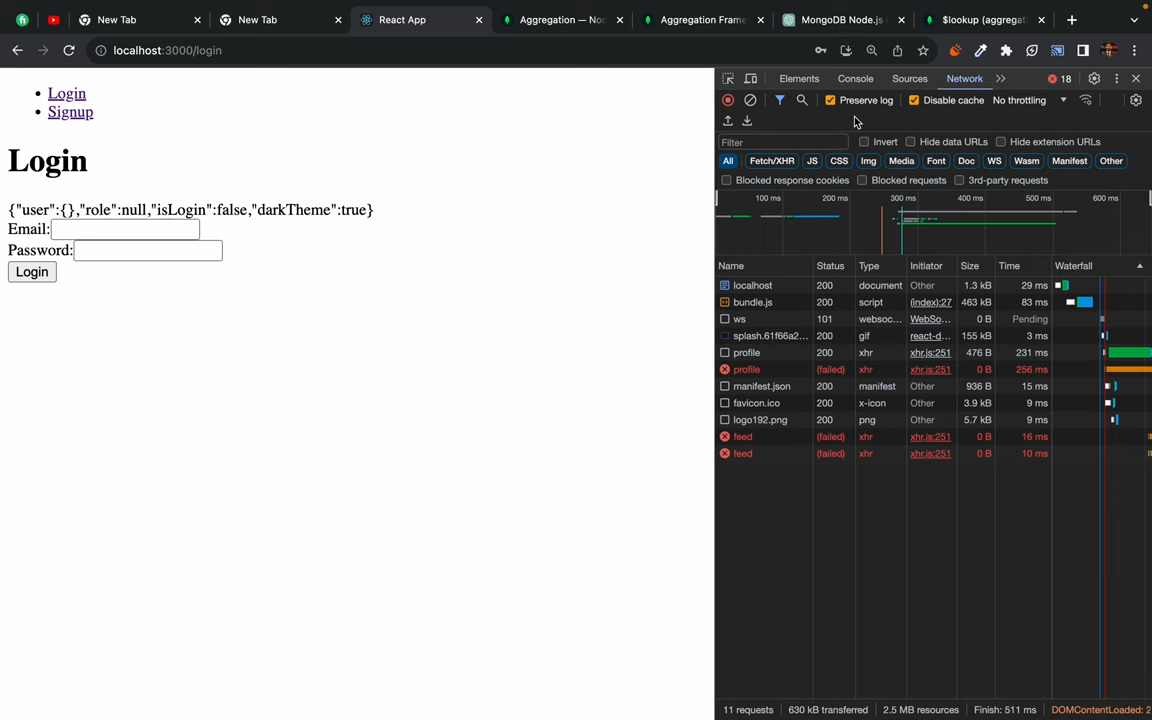 New Tab
New Tab
React App
Aggregation — Nod
Aggregation Frame
MongoDB Node.js
$lookup (aggregati
localhost:3000/login
Login
Signup
Login
{"user":{},"role":null,"isLogin":false,"darkTheme":true}
Email:
Password:
Login
Elements Console Sources Network 18
Preserve log Disable cache No throttling
Filter Invert Hide data URLs Hide extension URLs
All Fetch/XHR JS CSS Img Media Font Doc WS Wasm Manifest Other
Blocked response cookies Blocked requests 3rd-party requests
100 ms 200 ms 300 ms 400 ms 500 ms 600 ms
Name Status Type Initiator Size Time Waterfall
localhost 200 document Other 1.3 kB 29 ms
bundle.js 200 script (index):27 463 kB 83 ms
ws 101 websoc... WebSo... 0 B Pending
splash.61f66a2... 200 gif react-d... 155 kB 3 ms
profile 200 xhr xhr.js:251 476 B 231 ms
profile (failed) xhr xhr.js:251 0 B 256 ms
manifest.json 200 manifest Other 936 B 15 ms
favicon.ico 200 x-icon Other 3.9 kB 9 ms
logo192.png 200 png Other 5.7 kB 9 ms
feed (failed) xhr xhr.js:251 0 B 16 ms
feed (failed) xhr xhr.js:251 0 B 10 ms
11 requests 630 kB transferred 2.5 MB resources Finish: 511 ms DOMContentLoaded: 2